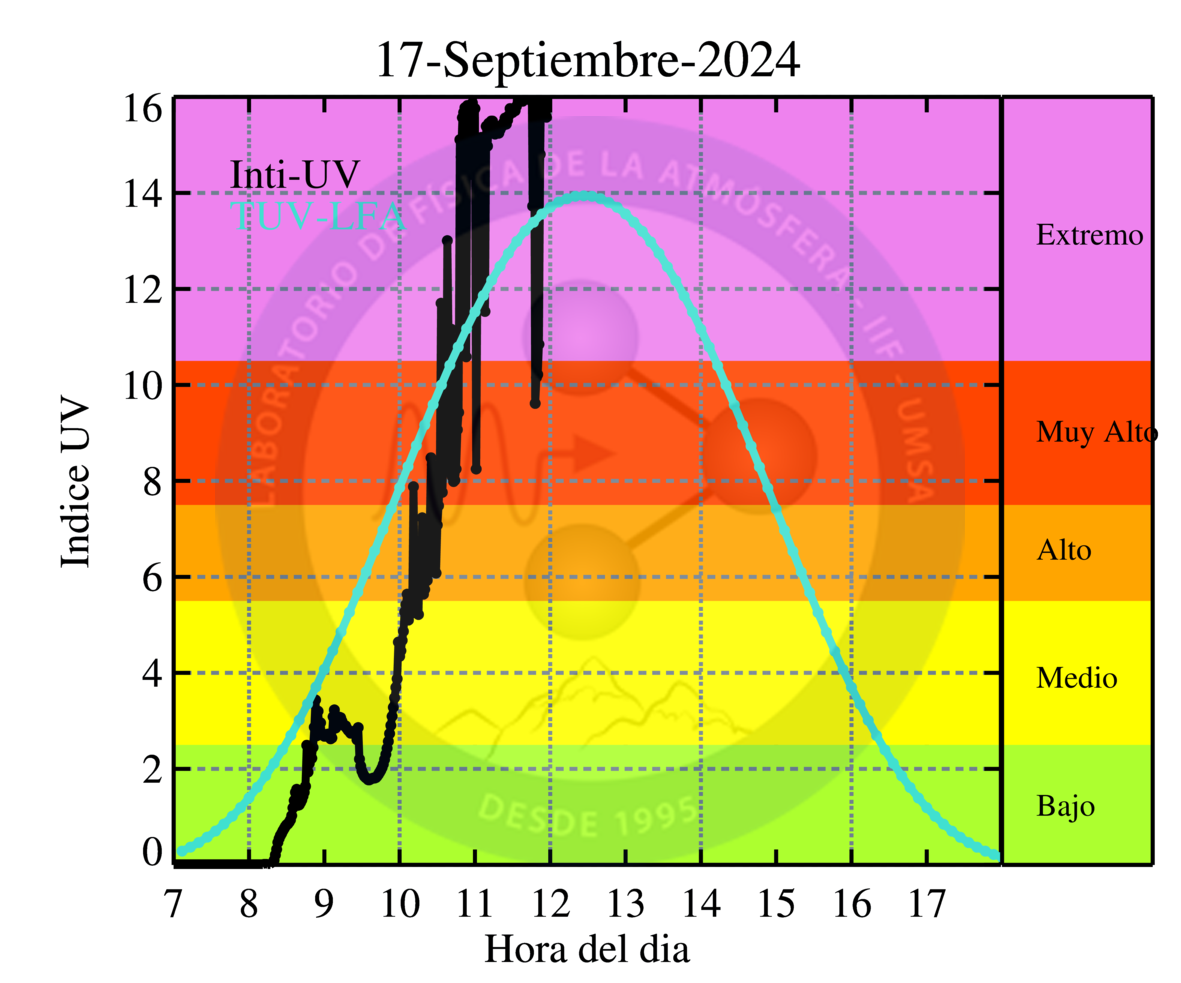 17-Septiembre-2024
Inti-UV
TUV-LFA
LABORATORIO DE FÍSICA DE LA ATMÓSFERA - IIF - UMSA
DESDE 1995
Indice UV
16
14
12
10
8
6
4
2
0
Extremo
Muy Alto
Alto
Medio
Bajo
7 8 9 10 11 12 13 14 15 16 17
Hora del dia